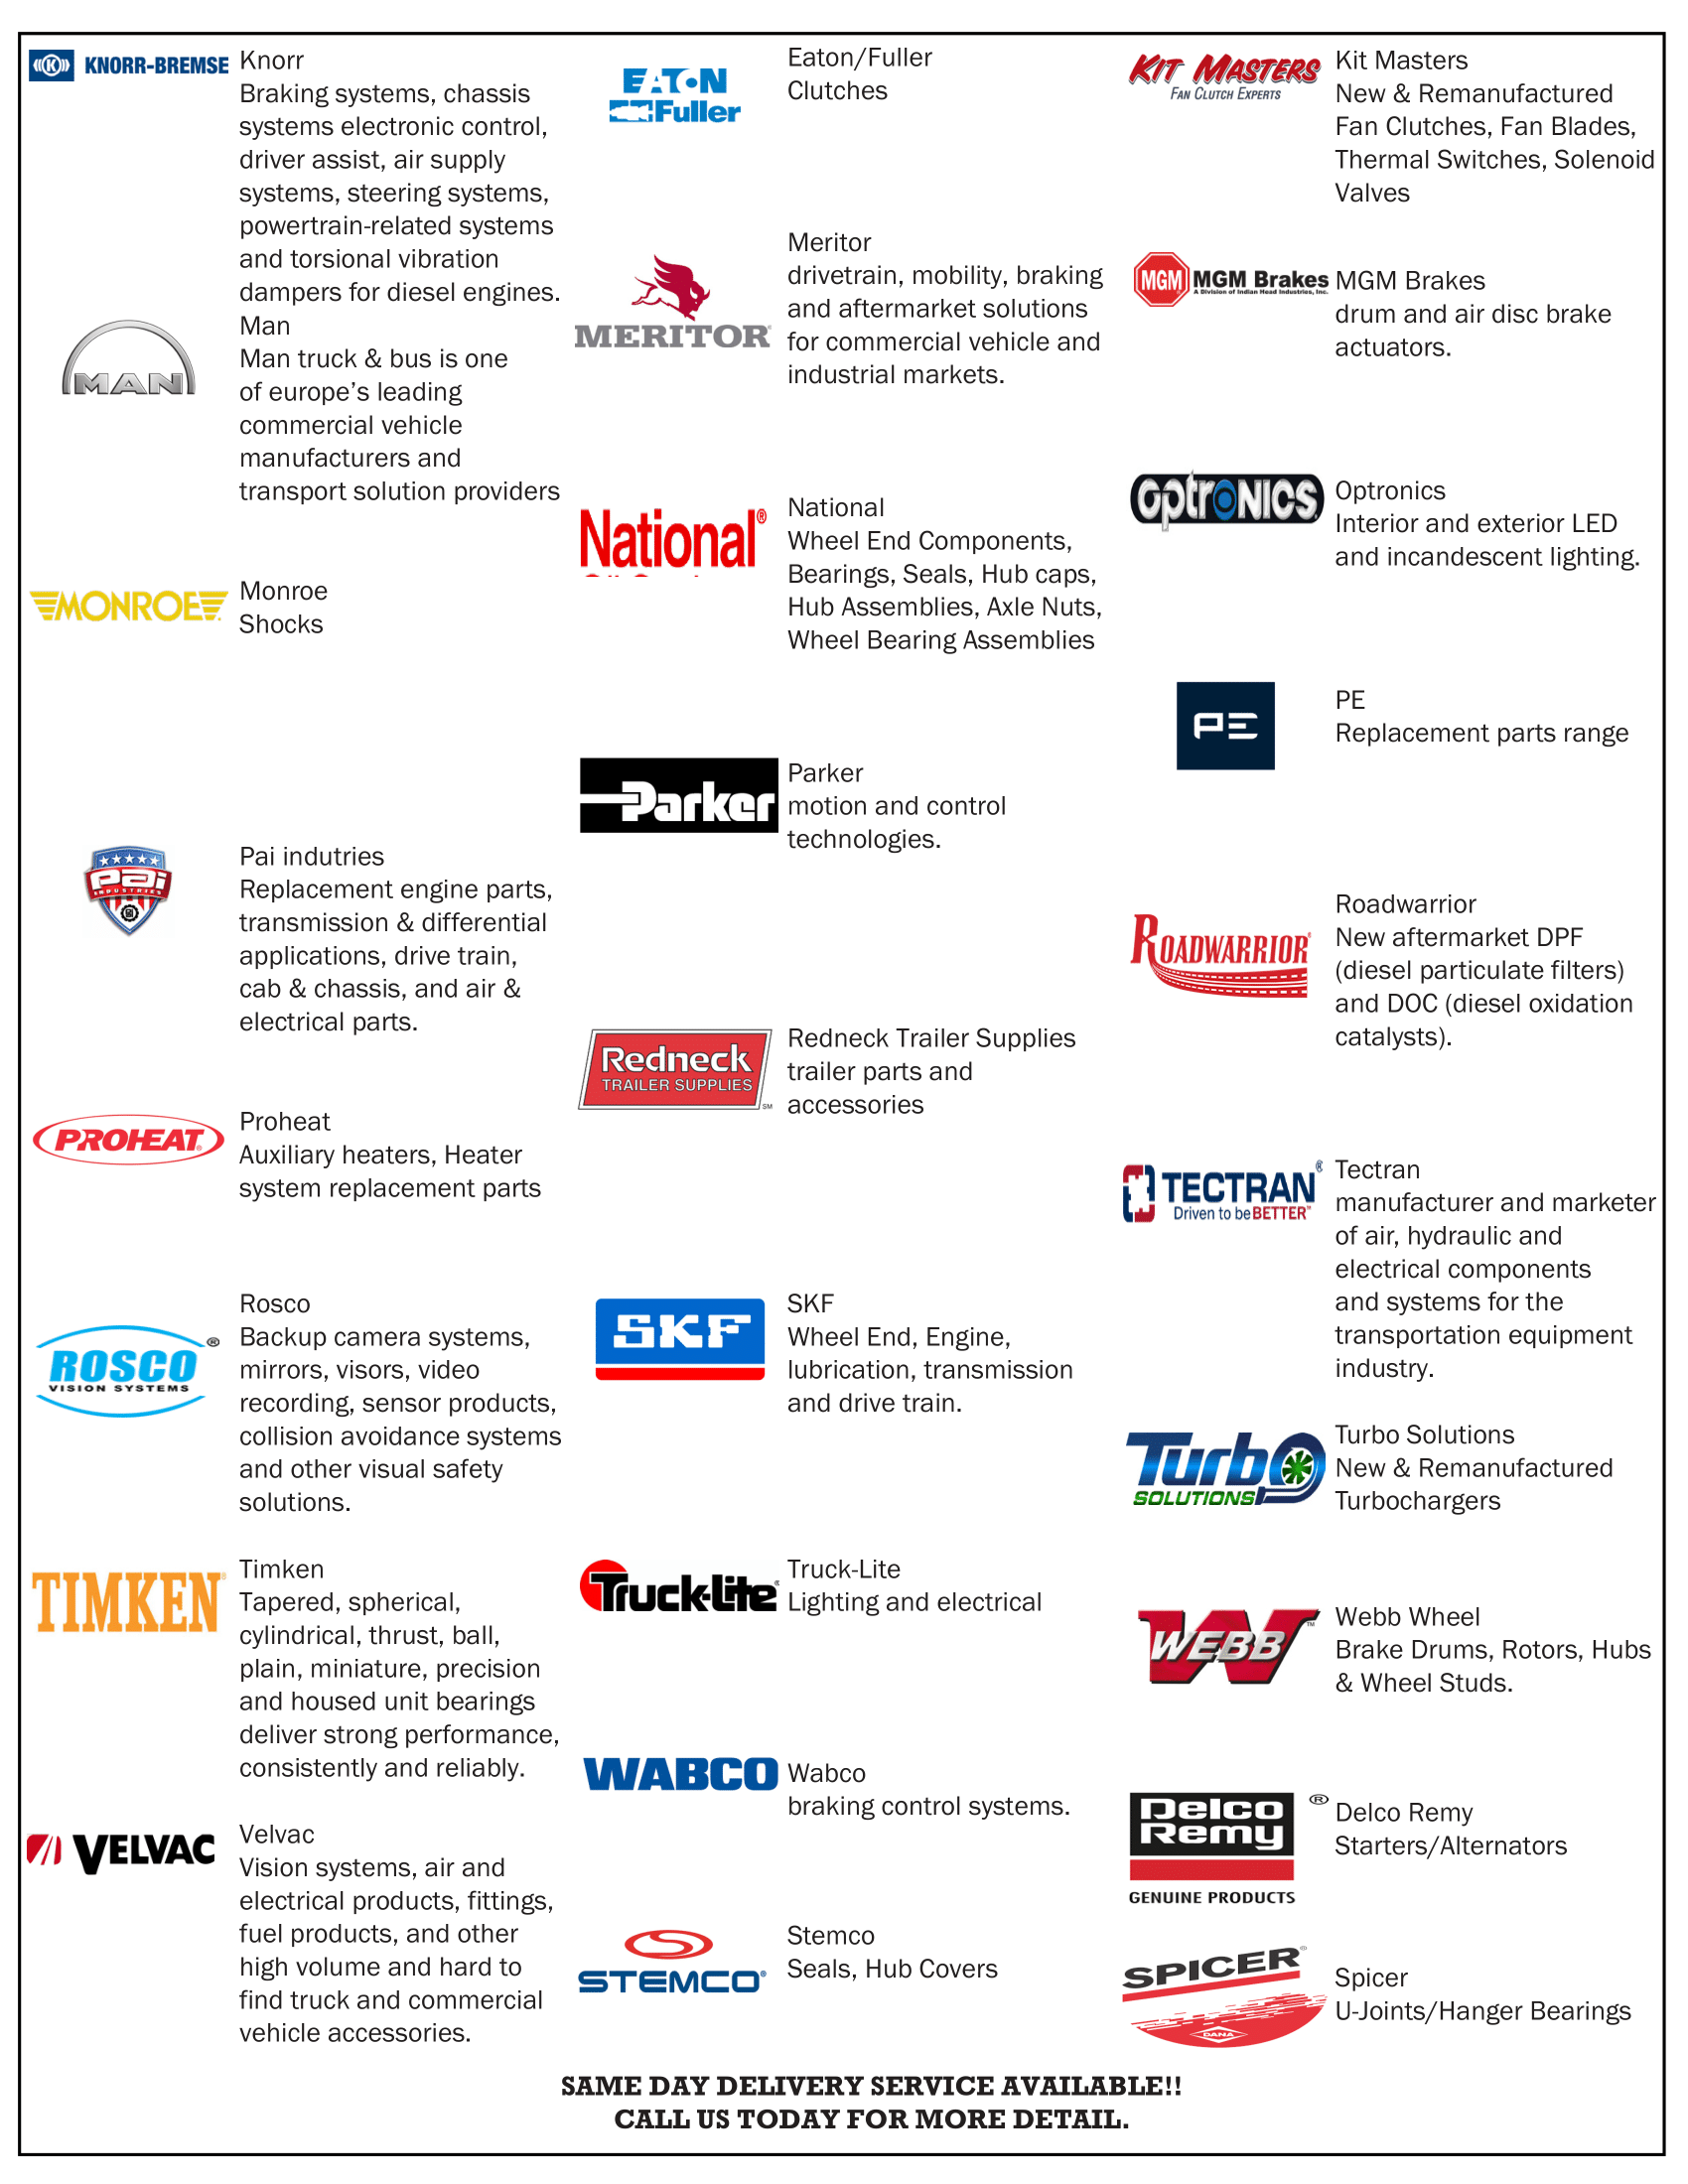 KNORR-BREMSE
Knorr
Braking systems, chassis
systems electronic control,
driver assist, air supply
systems, steering systems,
powertrain-related systems
and torsional vibration
dampers for diesel engines.
MAN
Man
Man truck & bus is one
of europe's leading
commercial vehicle
manufacturers and
transport solution providers
MONROE
Monroe
Shocks
Pai
INDUSTRIES
Pai indutries
Replacement engine parts,
transmission & differential
applications, drive train,
cab & chassis, and air &
electrical parts.
PROHEAT®
Proheat
Auxiliary heaters, Heater
system replacement parts
ROSCO®
VISION SYSTEMS
Rosco
Backup camera systems,
mirrors, visors, video
recording, sensor products,
collision avoidance systems
and other visual safety
solutions.
TIMKEN
Timken
Tapered, spherical,
cylindrical, thrust, ball,
plain, miniature, precision
and housed unit bearings
deliver strong performance,
consistently and reliably.
VELVAC
Velvac
Vision systems, air and
electrical products, fittings,
fuel products, and other
high volume and hard to
find truck and commercial
vehicle accessories.
EATON
Fuller
Eaton/Fuller
Clutches
MERITOR
Meritor
drivetrain, mobility, braking
and aftermarket solutions
for commercial vehicle and
industrial markets.
National®
National
Wheel End Components,
Bearings, Seals, Hub caps,
Hub Assemblies, Axle Nuts,
Wheel Bearing Assemblies
Parker
Parker
motion and control
technologies.
Redneck
TRAILER SUPPLIES
SM
Redneck Trailer Supplies
trailer parts and
accessories
SKF
SKF
Wheel End, Engine,
lubrication, transmission
and drive train.
Truck-Lite
Truck-Lite
Lighting and electrical
WABCO
Wabco
braking control systems.
STEMCO®
Stemco
Seals, Hub Covers
KIT MASTERS
FAN CLUTCH EXPERTS
Kit Masters
New & Remanufactured
Fan Clutches, Fan Blades,
Thermal Switches, Solenoid
Valves
MGM
MGM Brakes
A Division of Indian Head Industries, Inc.
MGM Brakes
drum and air disc brake
actuators.
optronics
Optronics
Interior and exterior LED
and incandescent lighting.
PE
PE
Replacement parts range
ROADWARRIOR
Roadwarrior
New aftermarket DPF
(diesel particulate filters)
and DOC (diesel oxidation
catalysts).
TECTRAN®
Driven to be BETTER™
Tectran
manufacturer and marketer
of air, hydraulic and
electrical components
and systems for the
transportation equipment
industry.
Turbo
SOLUTIONS
Turbo Solutions
New & Remanufactured
Turbochargers
W
WEBB™
Webb Wheel
Brake Drums, Rotors, Hubs
& Wheel Studs.
Delco
Remy
®
GENUINE PRODUCTS
Delco Remy
Starters/Alternators
SPICER®
DANA
Spicer
U-Joints/Hanger Bearings
SAME DAY DELIVERY SERVICE AVAILABLE!!
CALL US TODAY FOR MORE DETAIL.